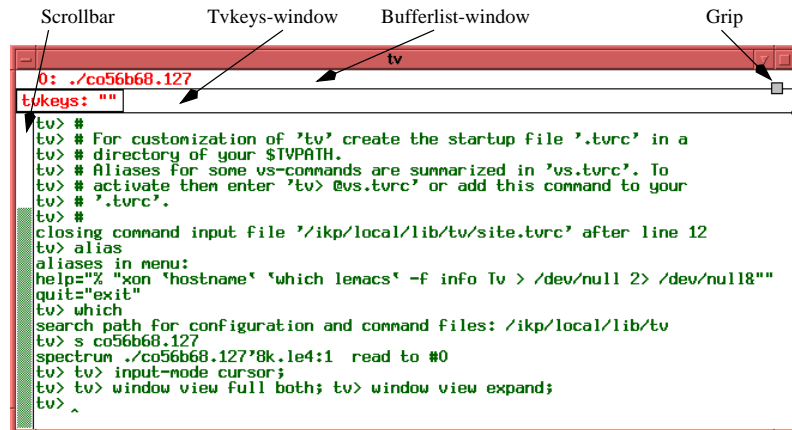 Scrollbar Tvkeys-window Bufferlist-window Grip
tv
0: ./co56b68.127
tvkeys: ""
tv> #
tv> # For customization of 'tv' create the startup file '.tvrc' in a
tv> # directory of your $TVPATH.
tv> # Aliases for some vs-commands are summarized in 'vs.tvrc'. To
tv> # activate them enter 'tv> @vs.tvrc' or add this command to your
tv> # '.tvrc'.
tv> #
closing command input file '/ikp/local/lib/tv/site.tvrc' after line 12
tv> alias
aliases in menu:
help="% "xon `hostname` `which lemacs` -f info Tv > /dev/null 2> /dev/null&""
quit="exit"
tv> which
search path for configuration and command files: /ikp/local/lib/tv
tv> s co56b68.127
spectrum ./co56b68.127'8k.le4:1 read to #0
tv> tv> input-mode cursor;
tv> tv> window view full both; tv> window view expand;
tv> ^